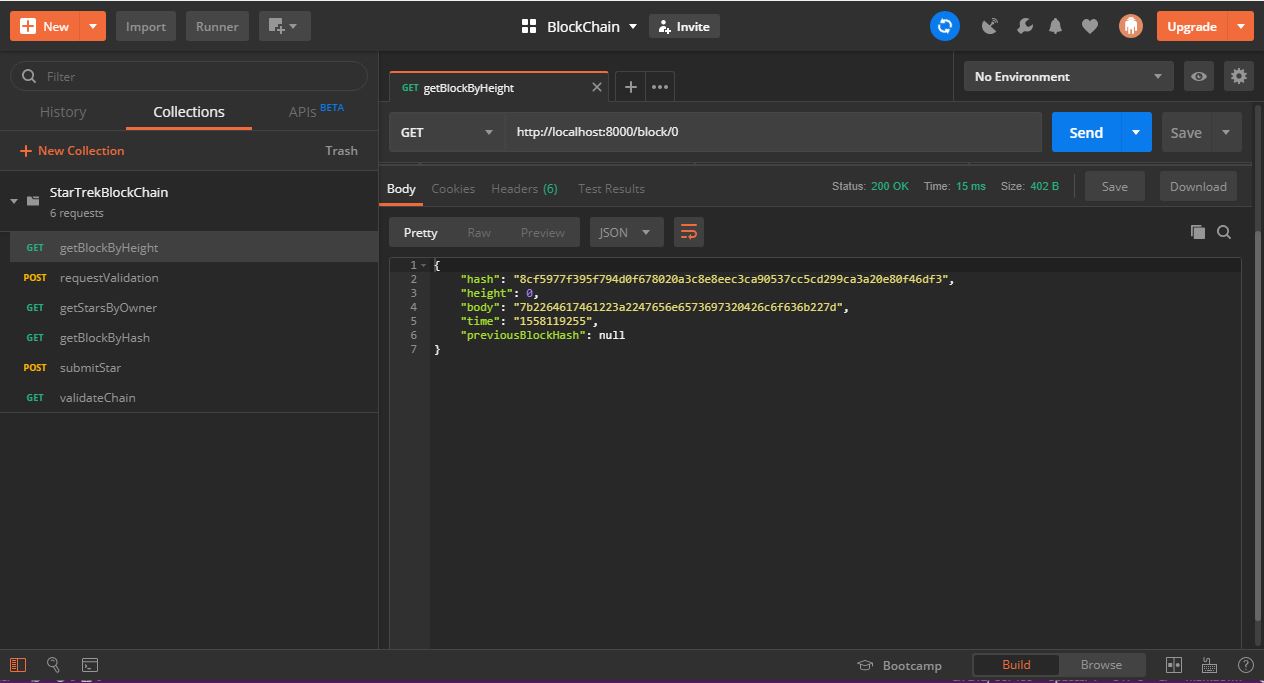 New
Import
Runner
BlockChain
Invite
Upgrade
Filter
History
Collections
APIs BETA
New Collection
Trash
StarTrekBlockChain
6 requests
GET getBlockByHeight
POST requestValidation
GET getStarsByOwner
GET getBlockByHash
POST submitStar
GET validateChain
GET getBlockByHeight
No Environment
GET
http://localhost:8000/block/0
Send
Save
Body
Cookies
Headers (6)
Test Results
Status: 200 OK
Time: 15 ms
Size: 402 B
Save
Download
Pretty
Raw
Preview
JSON
1 {
2 "hash": "8cf5977f395f794d0f678020a3c8e8eec3ca90537cc5cd299ca3a20e80f46df3",
3 "height": 0,
4 "body": "7b2264617461223a2247656e6573697320426c6f636b227d",
5 "time": "1558119255",
6 "previousBlockHash": null
7 }
Bootcamp
Build
Browse